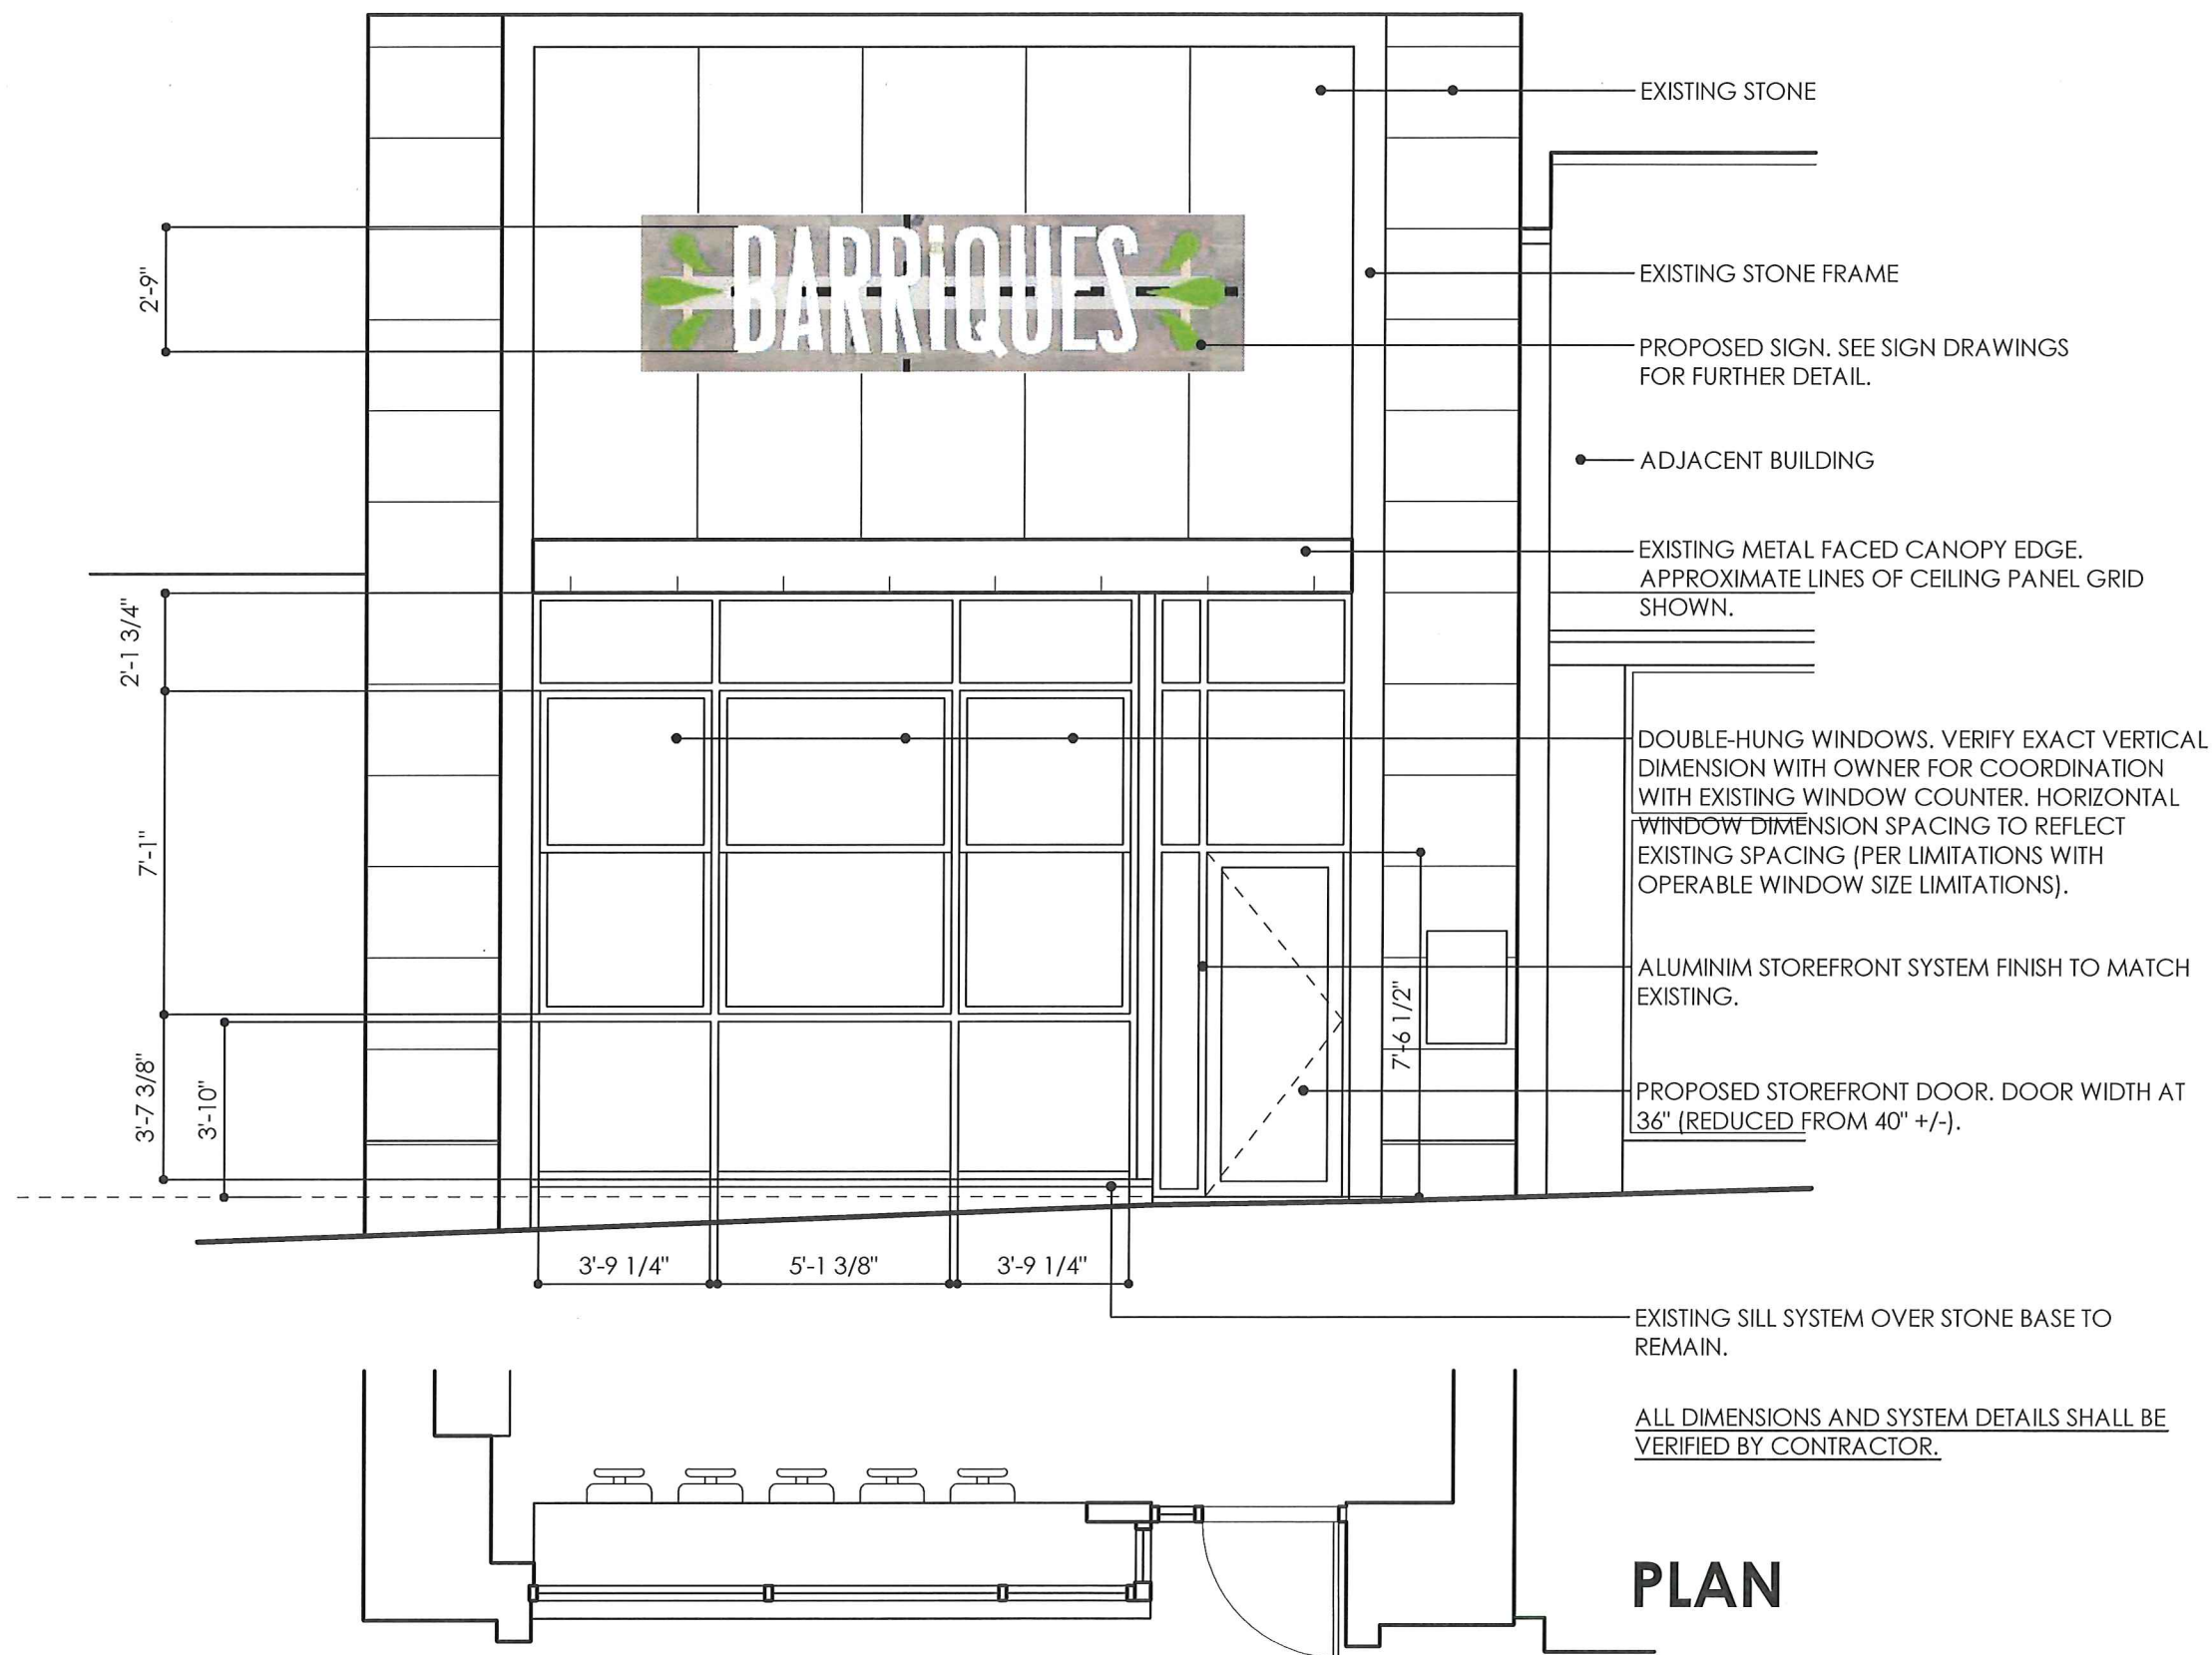 EXISTING STONE
2'-9"
BARRiQUES
EXISTING STONE FRAME
PROPOSED SIGN. SEE SIGN DRAWINGS
FOR FURTHER DETAIL.
ADJACENT BUILDING
EXISTING METAL FACED CANOPY EDGE.
APPROXIMATE LINES OF CEILING PANEL GRID
SHOWN.
2'-1 3/4"
DOUBLE-HUNG WINDOWS. VERIFY EXACT VERTICAL
DIMENSION WITH OWNER FOR COORDINATION
WITH EXISTING WINDOW COUNTER. HORIZONTAL
WINDOW DIMENSION SPACING TO REFLECT
EXISTING SPACING (PER LIMITATIONS WITH
OPERABLE WINDOW SIZE LIMITATIONS).
7'-1"
ALUMINIM STOREFRONT SYSTEM FINISH TO MATCH
EXISTING.
7'-6 1/2"
3'-7 3/8"
3'-10"
PROPOSED STOREFRONT DOOR. DOOR WIDTH AT
36" (REDUCED FROM 40" +/-).
3'-9 1/4"
5'-1 3/8"
3'-9 1/4"
EXISTING SILL SYSTEM OVER STONE BASE TO
REMAIN.
ALL DIMENSIONS AND SYSTEM DETAILS SHALL BE
VERIFIED BY CONTRACTOR.
PLAN